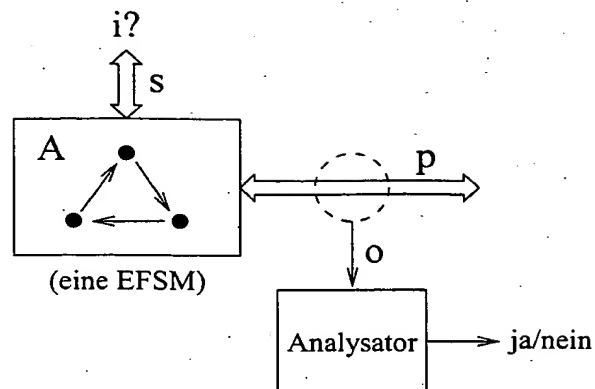 i?
s
A
p
(eine EFSM)
o
Analysator
ja/nein